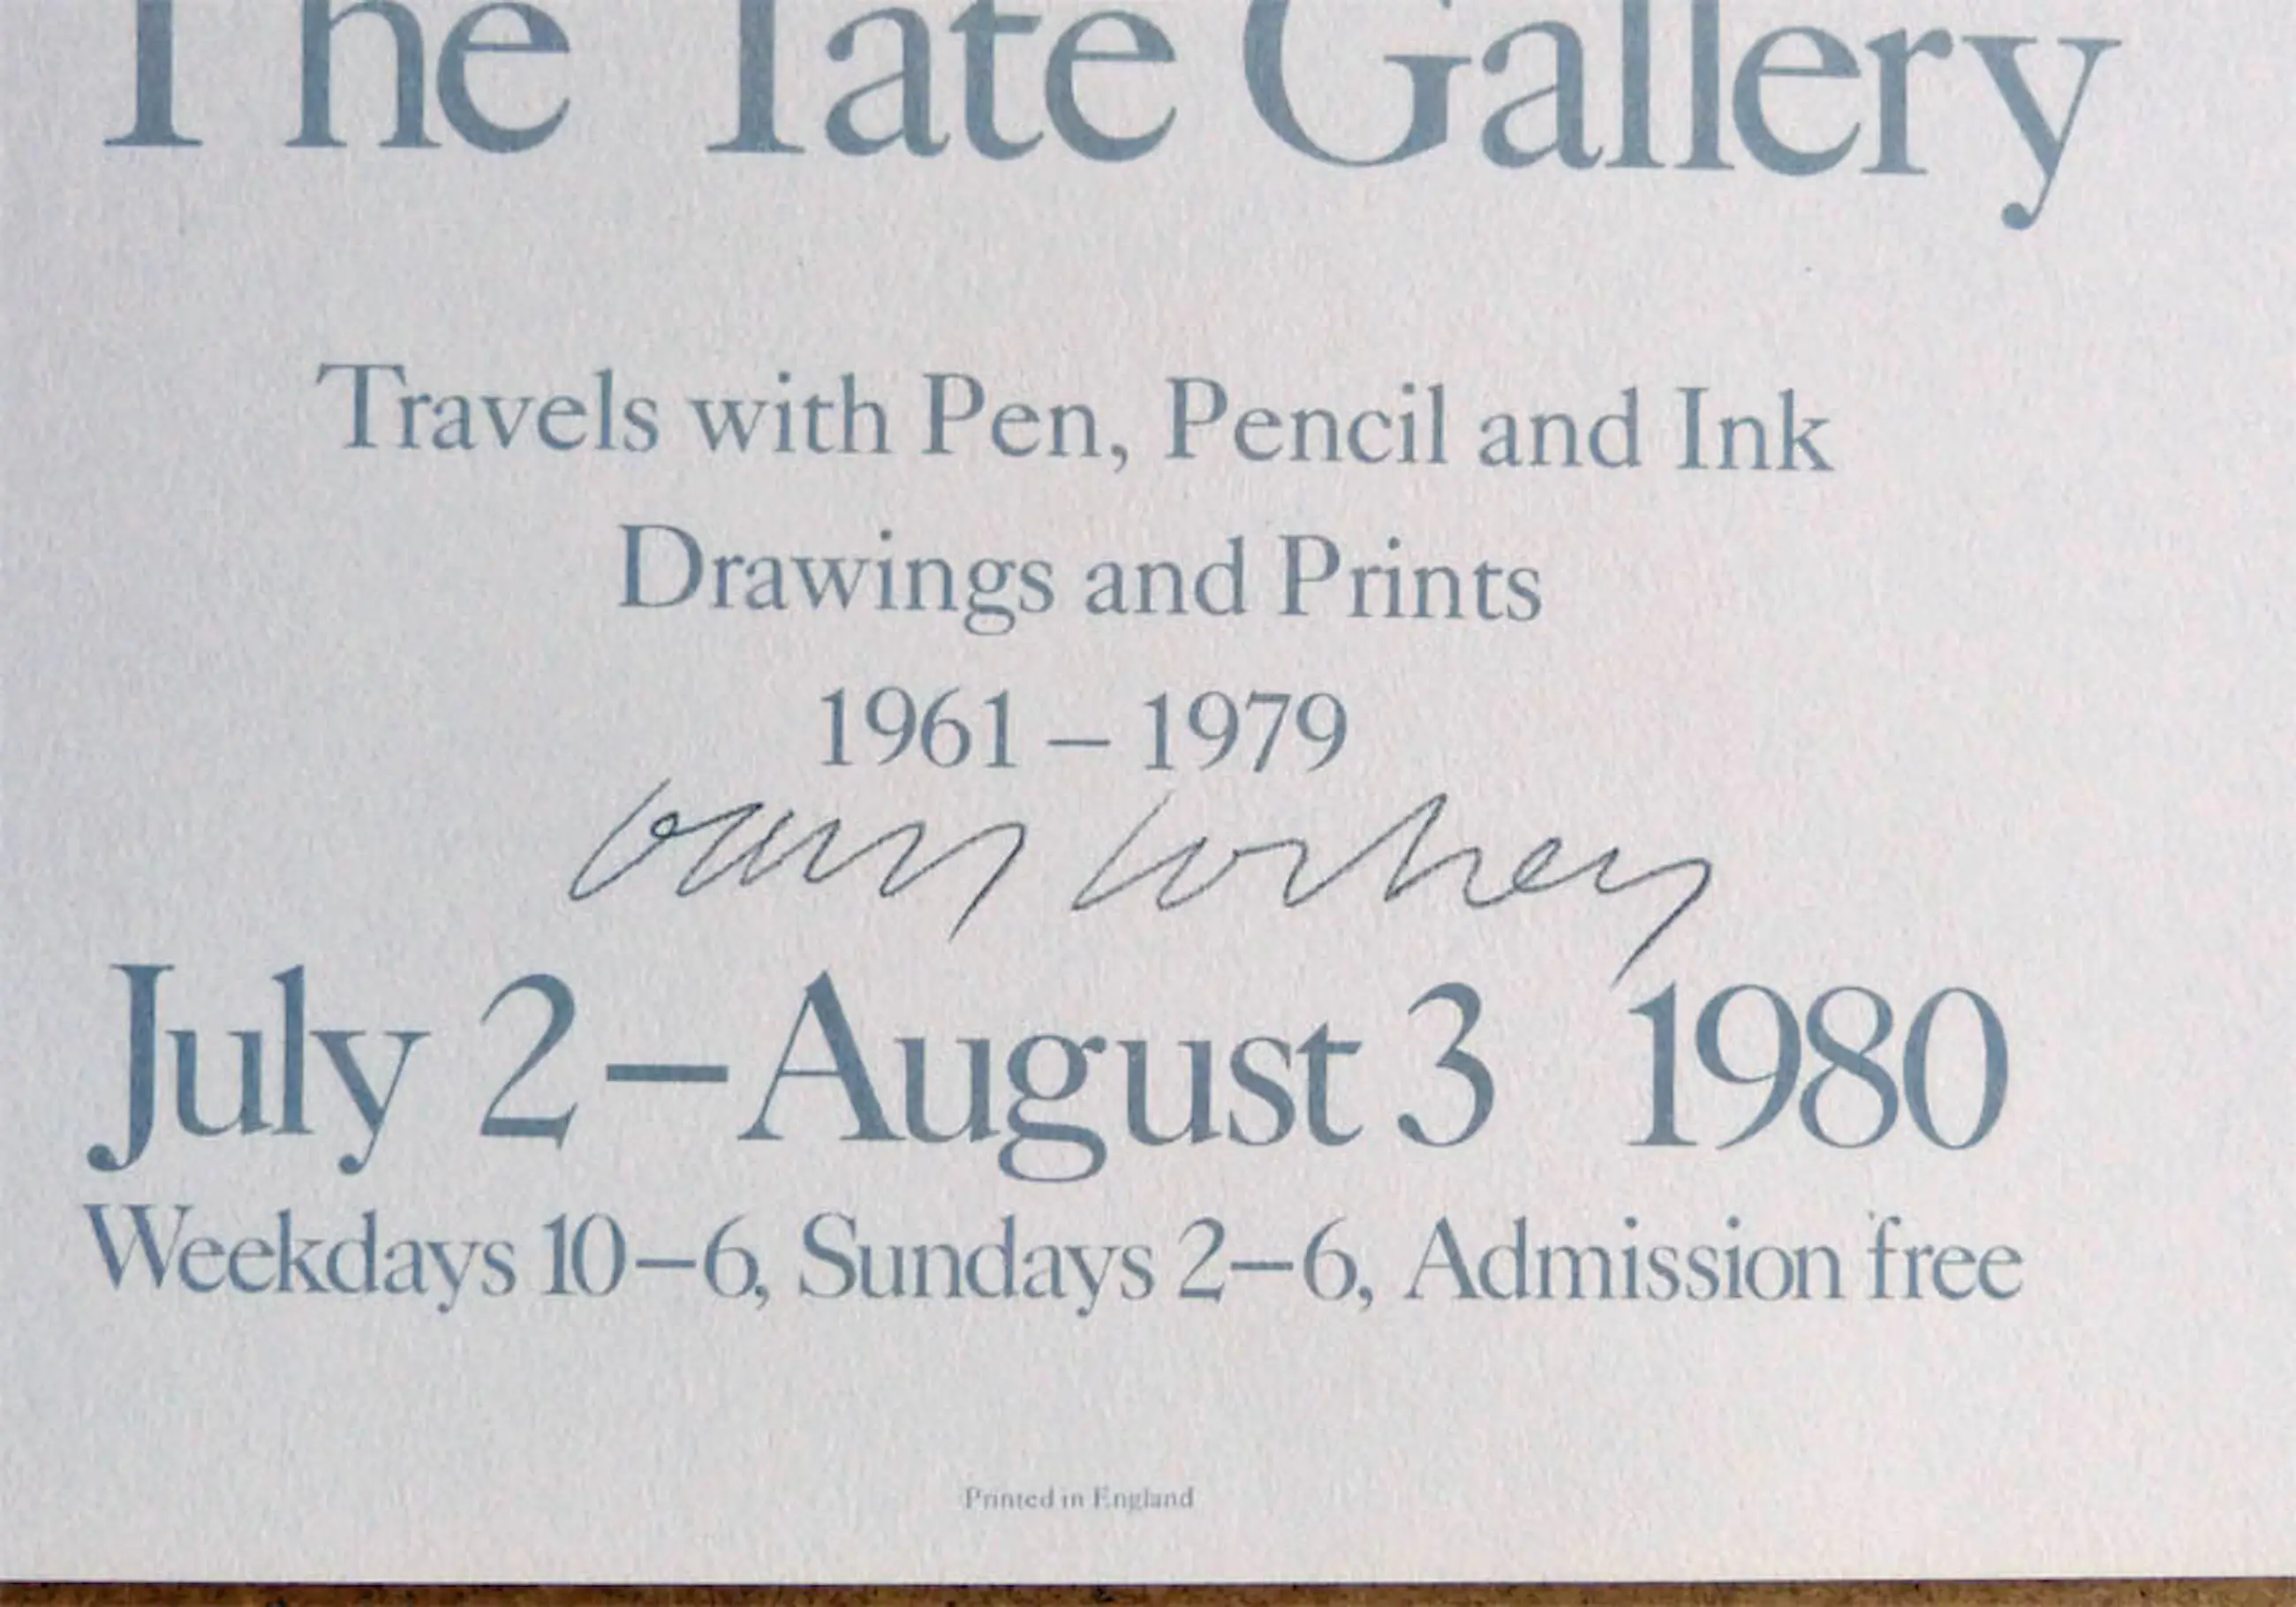 The Tate Gallery
Travels with Pen, Pencil and Ink
Drawings and Prints
1961 – 1979
July 2 – August 3 1980
Weekdays 10–6, Sundays 2–6, Admission free
Printed in England